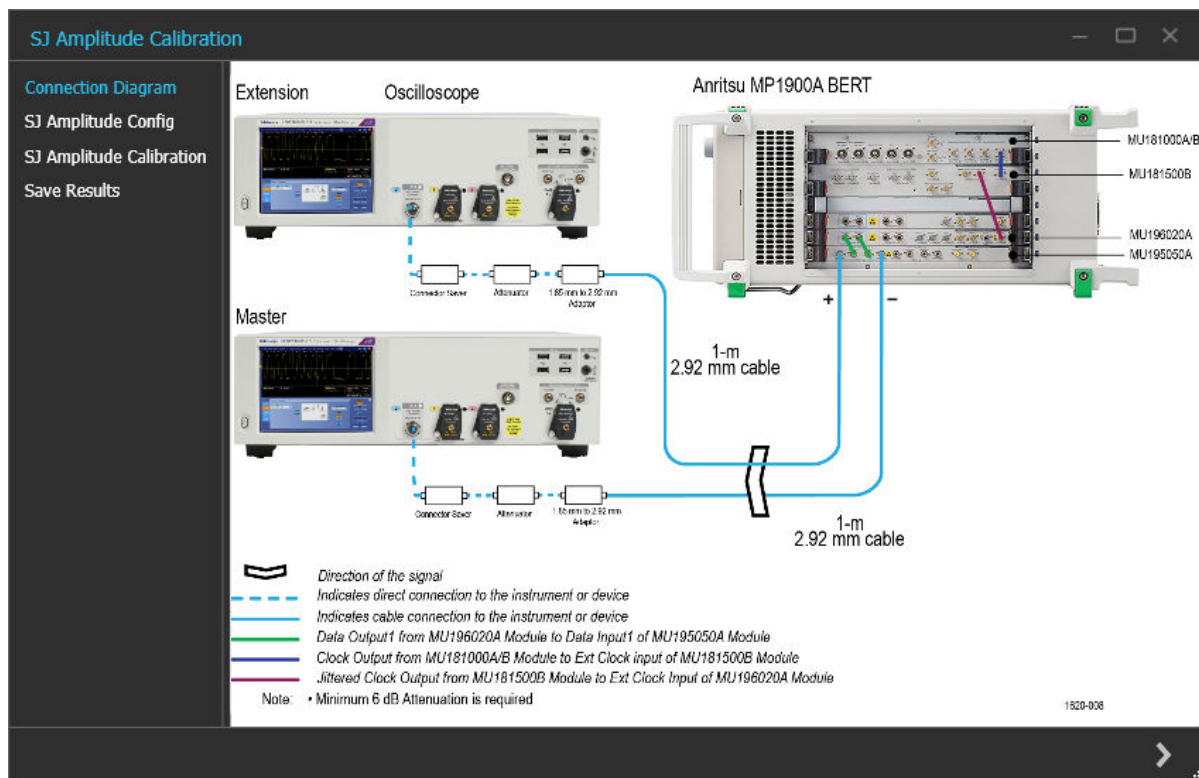 SJ Amplitude Calibration
Connection Diagram
SJ Amplitude Config
SJ Amplitude Calibration
Save Results
Extension
Oscilloscope
Anritsu MP1900A BERT
MU181000A/B
MU181500B
MU196020A
MU195050A
Connector Saver
Attenuator
1.85 mm to 2.92 mm
Adaptor
+
−
Master
1-m
2.92 mm cable
Connector Saver
Attenuator
1.85 mm to 2.92 mm
Adaptor
1-m
2.92 mm cable
Direction of the signal
Indicates direct connection to the instrument or device
Indicates cable connection to the instrument or device
Data Output1 from MU196020A Module to Data Input1 of MU195050A Module
Clock Output from MU181000A/B Module to Ext Clock input of MU181500B Module
Jittered Clock Output from MU181500B Module to Ext Clock Input of MU196020A Module
Note: • Minimum 6 dB Attenuation is required
1620-008